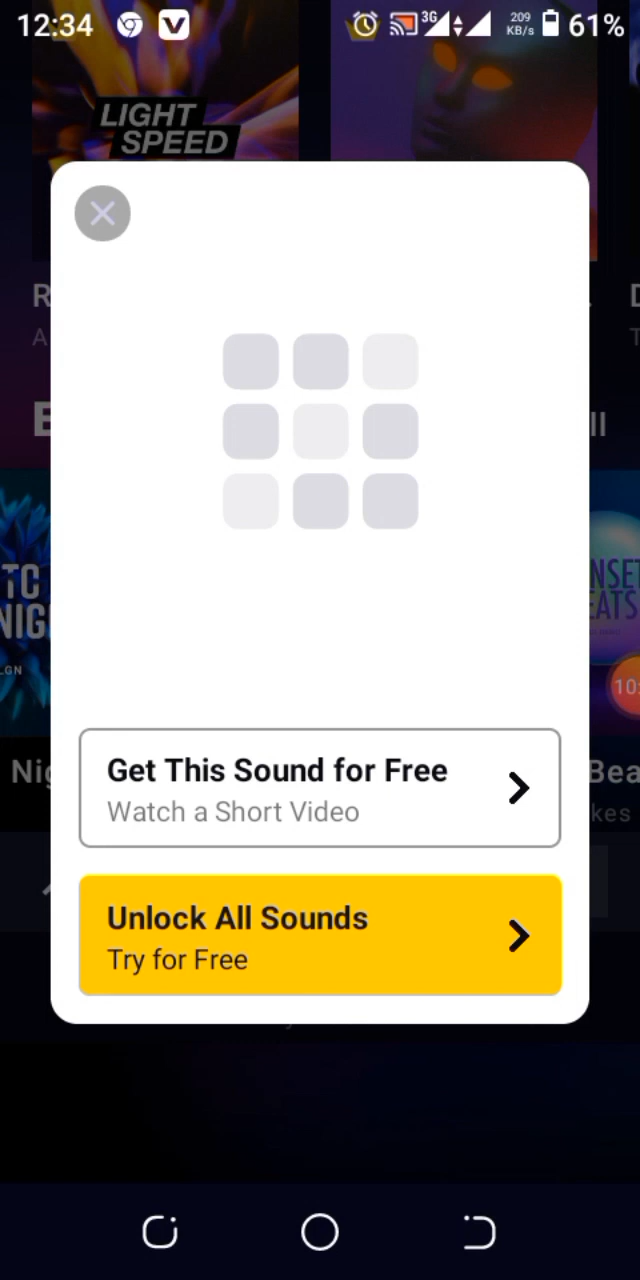 12:34
3G
209
KB/s
61%
LIGHT
SPEED
Get This Sound for Free
Watch a Short Video
Unlock All Sounds
Try for Free